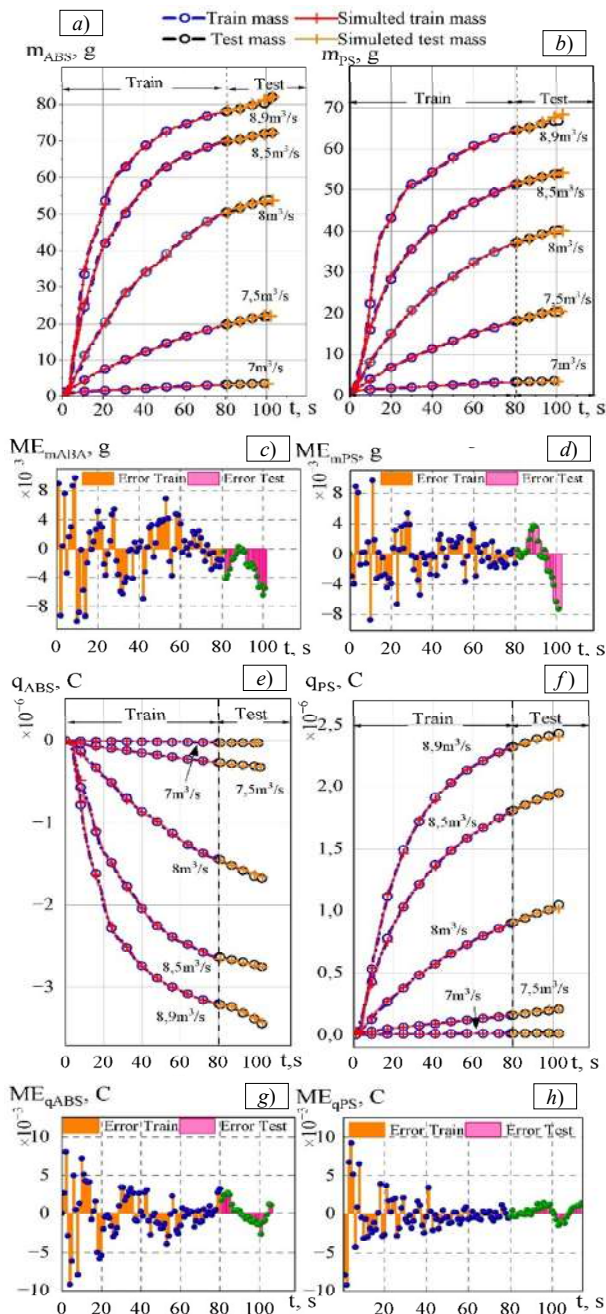 Train mass Simulted train mass
Test mass Simuleted test mass
a)
m_ABS, g
Train Test
80
70
60
50
40
30
20
10
0
8,9m³/s
8,5m³/s
8m³/s
7,5m³/s
7m³/s
0 20 40 60 80 100 t, s
b)
m_PS, g
Train Test
70
60
50
40
30
20
10
0
8,9m³/s
8,5m³/s
8m³/s
7,5m³/s
7m³/s
0 20 40 60 80 100 t, s
ME_mABA, g
c)
×10⁻³
Error Train Error Test
8
4
0
−4
−8
0 20 40 60 80 100 t, s
ME_mPS, g
d)
×10⁻³
Error Train Error Test
8
4
0
−4
−8
0 20 40 60 80 100 t, s
q_ABS, C
e)
×10⁻⁶
Train Test
0
−1
−2
−3
7m³/s
7,5m³/s
8m³/s
8,5m³/s
8,9m³/s
0 20 40 60 80 100 t, s
q_PS, C
f)
×10⁻⁶
Train Test
2,5
2,0
1,5
1,0
0,5
0,0
8,9m³/s
8,5m³/s
8m³/s
7,5m³/s
7m³/s
0 20 40 60 80 100 t, s
ME_qABS, C
g)
×10⁻³
Error Train Error Test
10
5
0
−5
−10
0 20 40 60 80 100 t, s
ME_qPS, C
h)
×10⁻³
Error Train Error Test
10
5
0
−5
−10
0 20 40 60 80 100 t, s